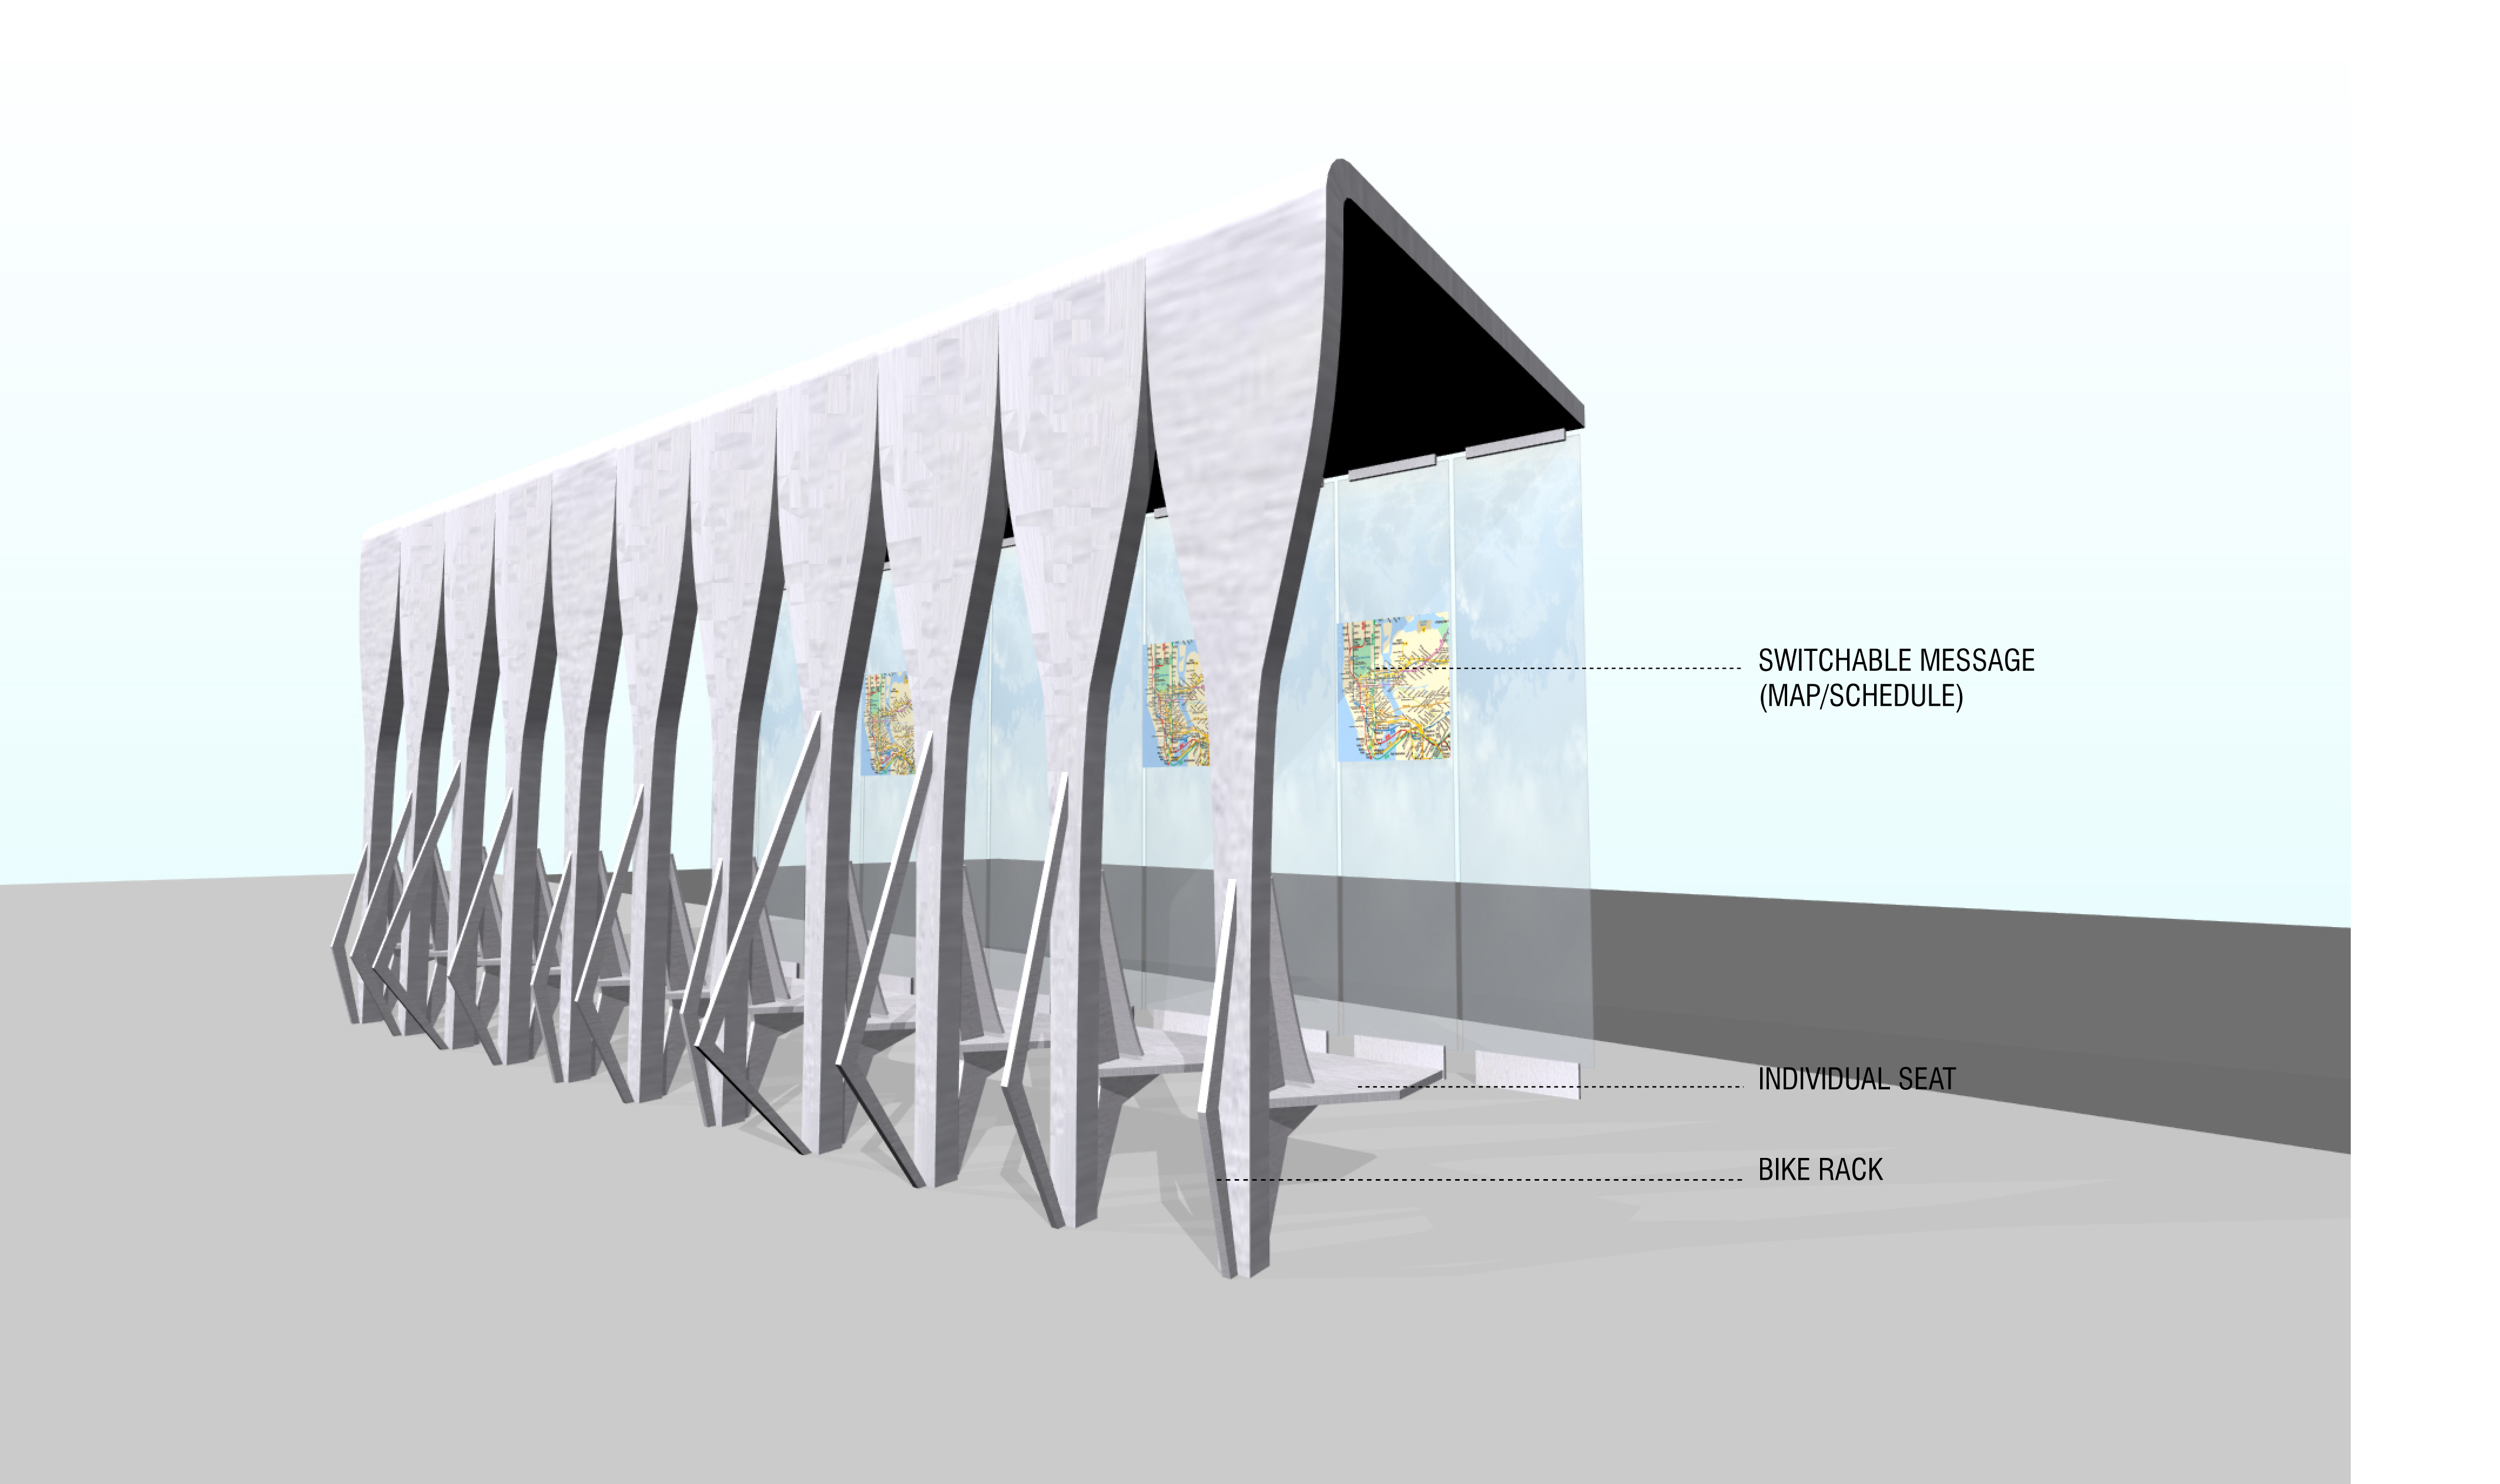 SWITCHABLE MESSAGE
(MAP/SCHEDULE)
INDIVIDUAL SEAT
BIKE RACK